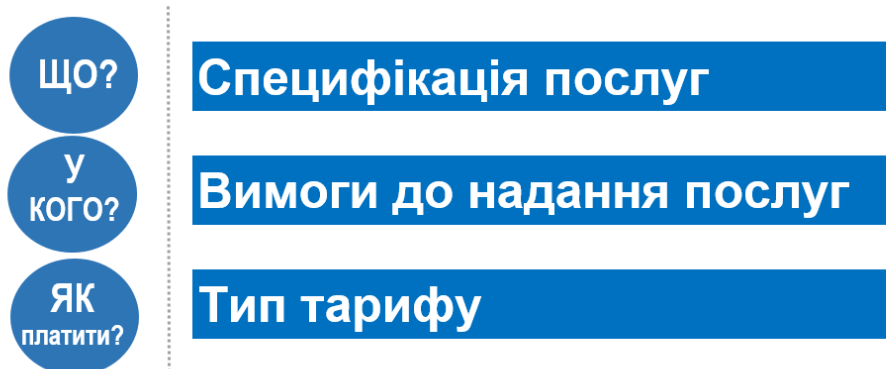 ЩО?
Специфікація послуг
У
КОГО?
Вимоги до надання послуг
ЯК
платити?
Тип тарифу